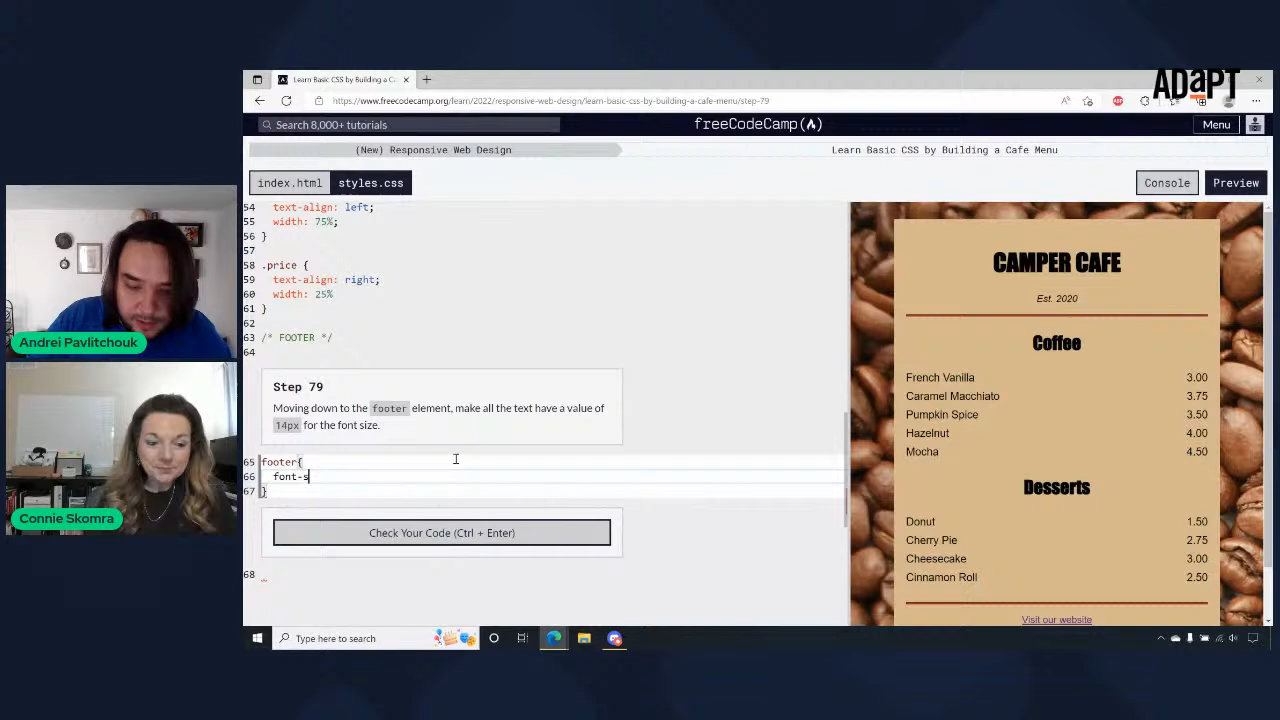 Learn Basic CSS by Building a Ca
ADaPT
https://www.freecodecamp.org/learn/2022/responsive-web-design/learn-basic-css-by-building-a-cafe-menu/step-79
Search 8,000+ tutorials
freeCodeCamp(🔥)
Menu
(New) Responsive Web Design
Learn Basic CSS by Building a Cafe Menu
index.html
styles.css
Console
Preview
54 text-align: left;
55 width: 75%;
56 }
57
58 .price {
59 text-align: right;
60 width: 25%
61 }
62
63 /* FOOTER */
64
Step 79
Moving down to the footer element, make all the text have a value of
14px for the font size.
65 footer{
66 font-s
67 }
Check Your Code (Ctrl + Enter)
68
CAMPER CAFE
Est. 2020
Coffee
French Vanilla 3.00
Caramel Macchiato 3.75
Pumpkin Spice 3.50
Hazelnut 4.00
Mocha 4.50
Desserts
Donut 1.50
Cherry Pie 2.75
Cheesecake 3.00
Cinnamon Roll 2.50
Visit our website
Andrei Pavlitchouk
Connie Skomra
Type here to search